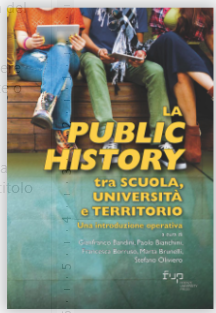 LA
PUBLIC
HISTORY
tra SCUOLA,
UNIVERSITÀ
e TERRITORIO
Una introduzione operativa
a cura di
Gianfranco Bandini, Paolo Bianchini,
Francesca Borruso, Marta Brunelli,
Stefano Oliviero
fup